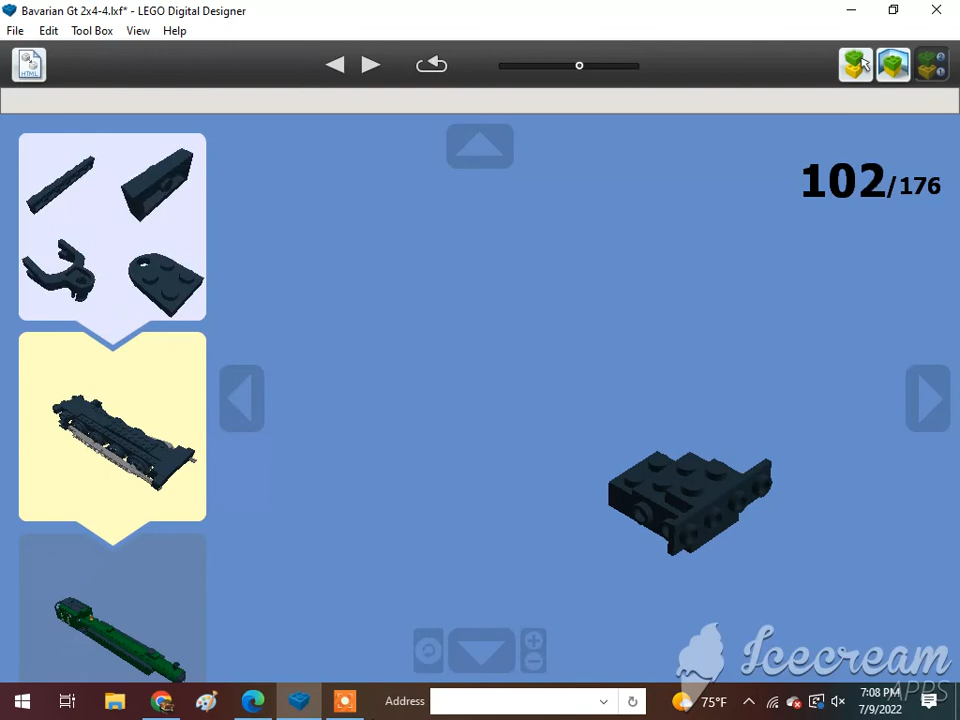 Bavarian Gt 2x4-4.lxf* - LEGO Digital Designer
File Edit Tool Box View Help
HTML
102/176
Icecream
APPS
Address
75°F
7:08 PM
7/9/2022